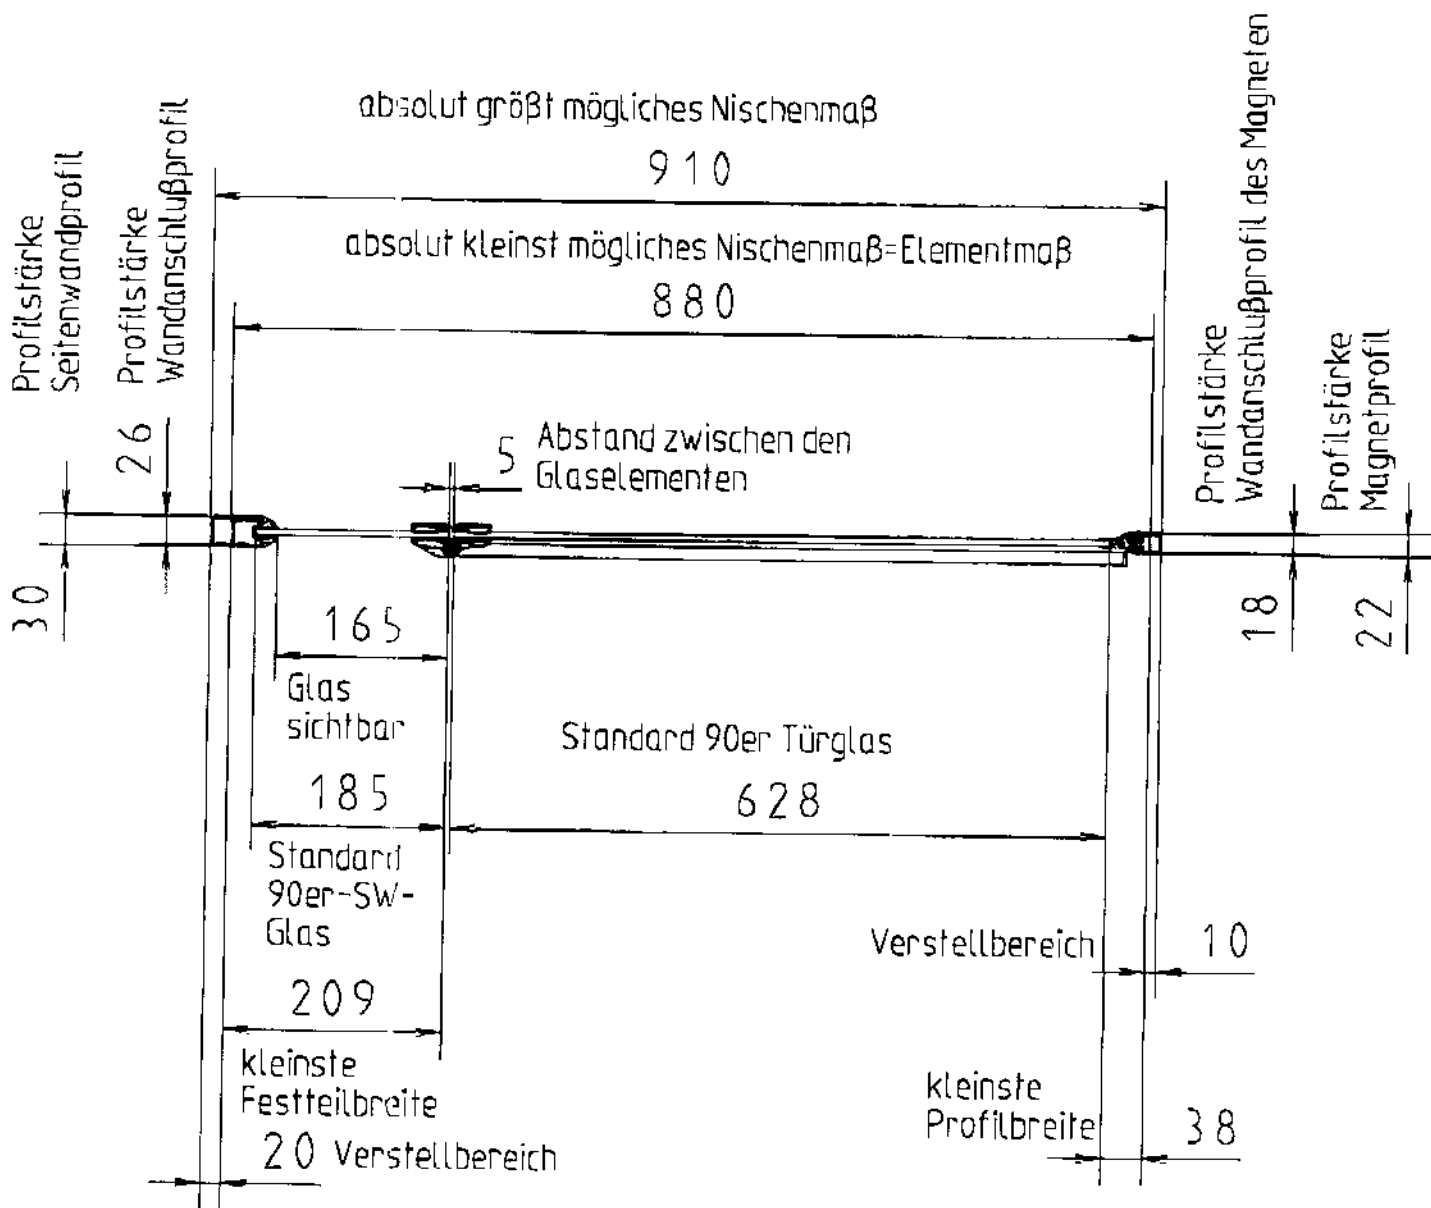 absolut größt mögliches Nischenmaß
910
absolut kleinst mögliches Nischenmaß=Elementmaß
880
Profilstärke
Seitenwandprofil
30
Profilstärke
Wandanschlußprofil
26
5
Abstand zwischen den
Glaselementen
Profilstärke
Wandanschlußprofil des Magneten
18
Profilstärke
Magnetprofil
22
165
Glas
sichtbar
Standard 90er Türglas
628
185
Standard
90er-SW-
Glas
Verstellbereich
10
209
kleinste
Festteilbreite
kleinste
Profilbreite
38
20 Verstellbereich